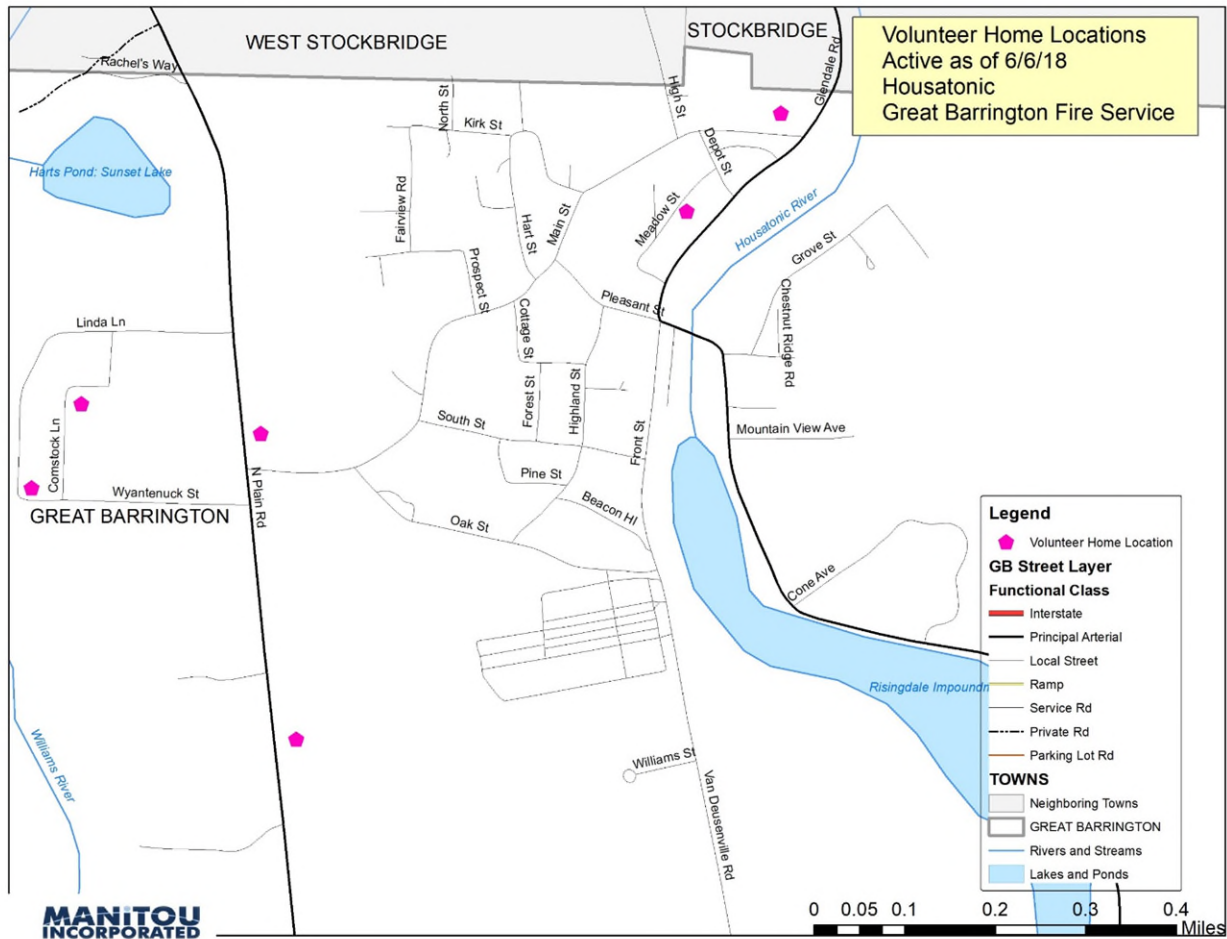 WEST STOCKBRIDGE
STOCKBRIDGE
Volunteer Home Locations
Active as of 6/6/18
Housatonic
Great Barrington Fire Service
Rachel's Way
Glendale Rd
High St
North St
Kirk St
Depot St
Harts Pond: Sunset Lake
Fairview Rd
Hart St
Main St
Meadow St
Housatonic River
Grove St
Prospect St
Chestnut Ridge Rd
Pleasant St
Cottage St
Linda Ln
Forest St
Highland St
South St
Front St
Mountain View Ave
Comstock Ln
Pine St
N Plain Rd
Wyantenuck St
Beacon Hl
GREAT BARRINGTON
Oak St
Cone Ave
Risingdale Impoundn
Williams River
Williams St
Van Deusenville Rd
Legend
Volunteer Home Location
GB Street Layer
Functional Class
Interstate
Principal Arterial
Local Street
Ramp
Service Rd
Private Rd
Parking Lot Rd
TOWNS
Neighboring Towns
GREAT BARRINGTON
Rivers and Streams
Lakes and Ponds
MANiTOU
INCORPORATED
0 0.05 0.1 0.2 0.3 0.4
Miles